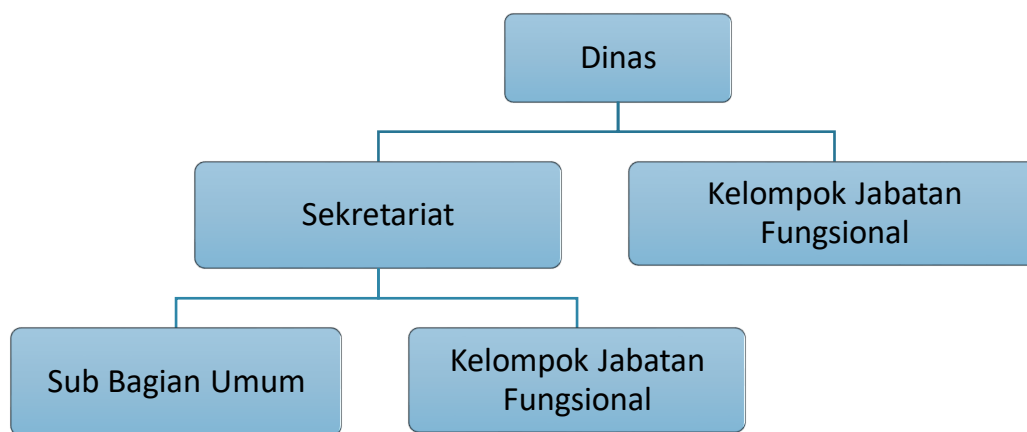 Dinas
Sekretariat
Kelompok Jabatan
Fungsional
Sub Bagian Umum
Kelompok Jabatan
Fungsional